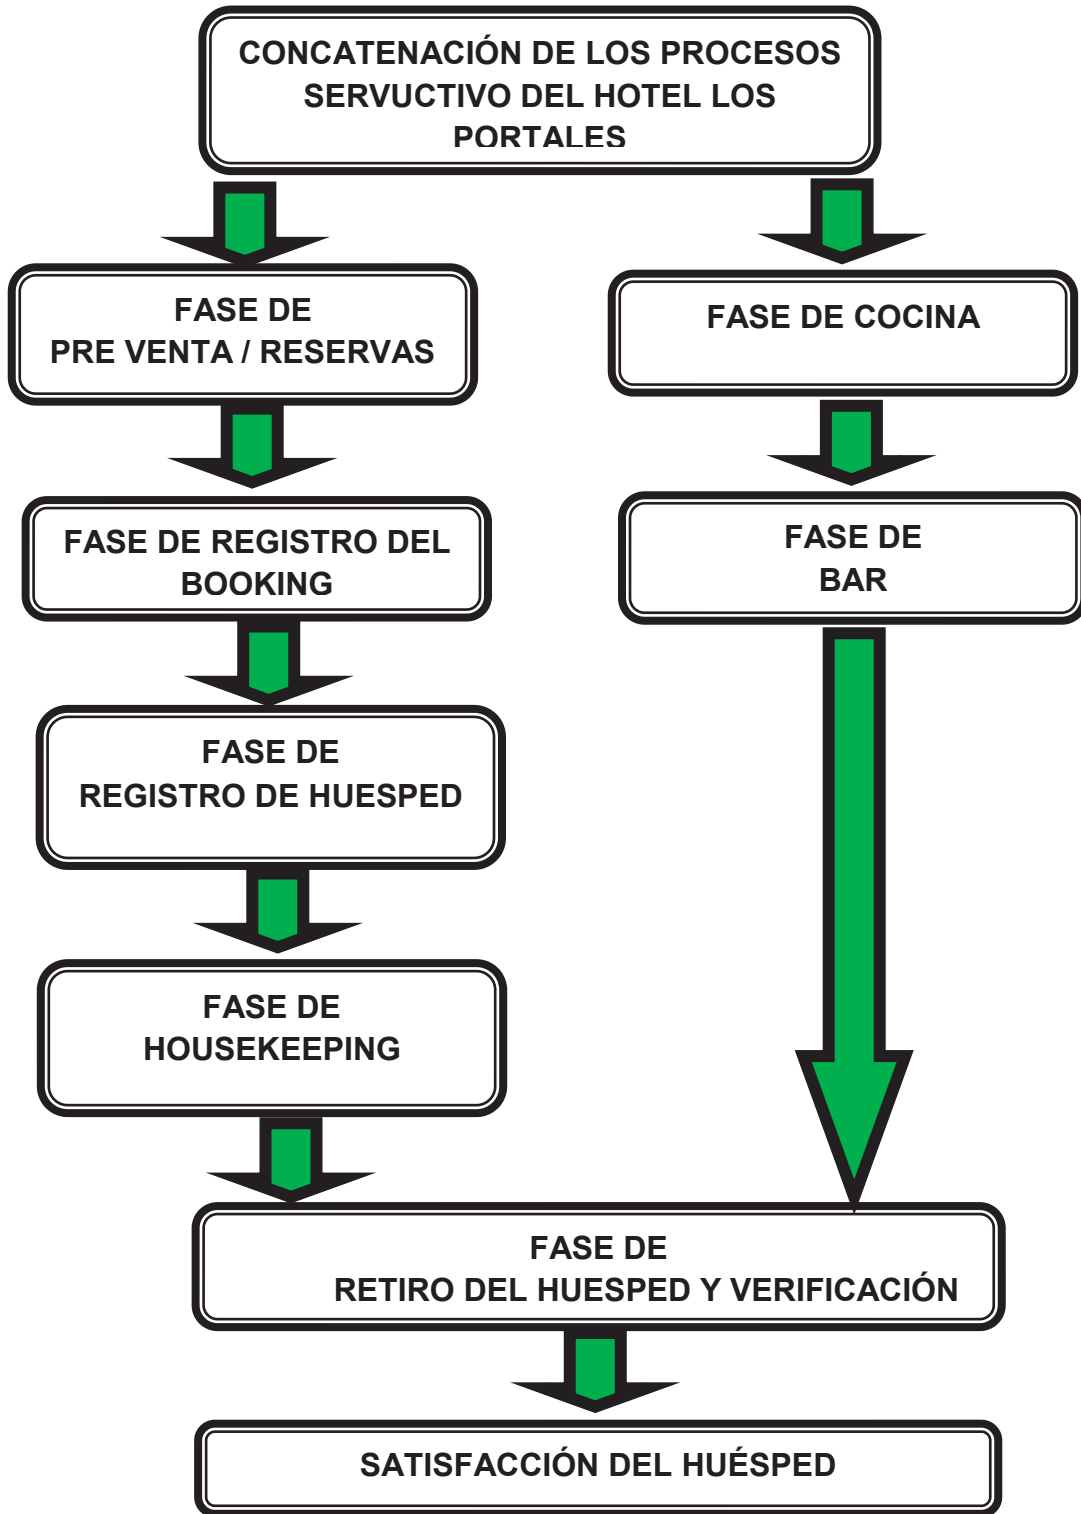 CONCATENACIÓN DE LOS PROCESOS
SERVUCTIVO DEL HOTEL LOS
PORTALES
FASE DE
PRE VENTA / RESERVAS
FASE DE REGISTRO DEL
BOOKING
FASE DE
REGISTRO DE HUESPED
FASE DE
HOUSEKEEPING
FASE DE COCINA
FASE DE
BAR
FASE DE
RETIRO DEL HUESPED Y VERIFICACIÓN
SATISFACCIÓN DEL HUÉSPED